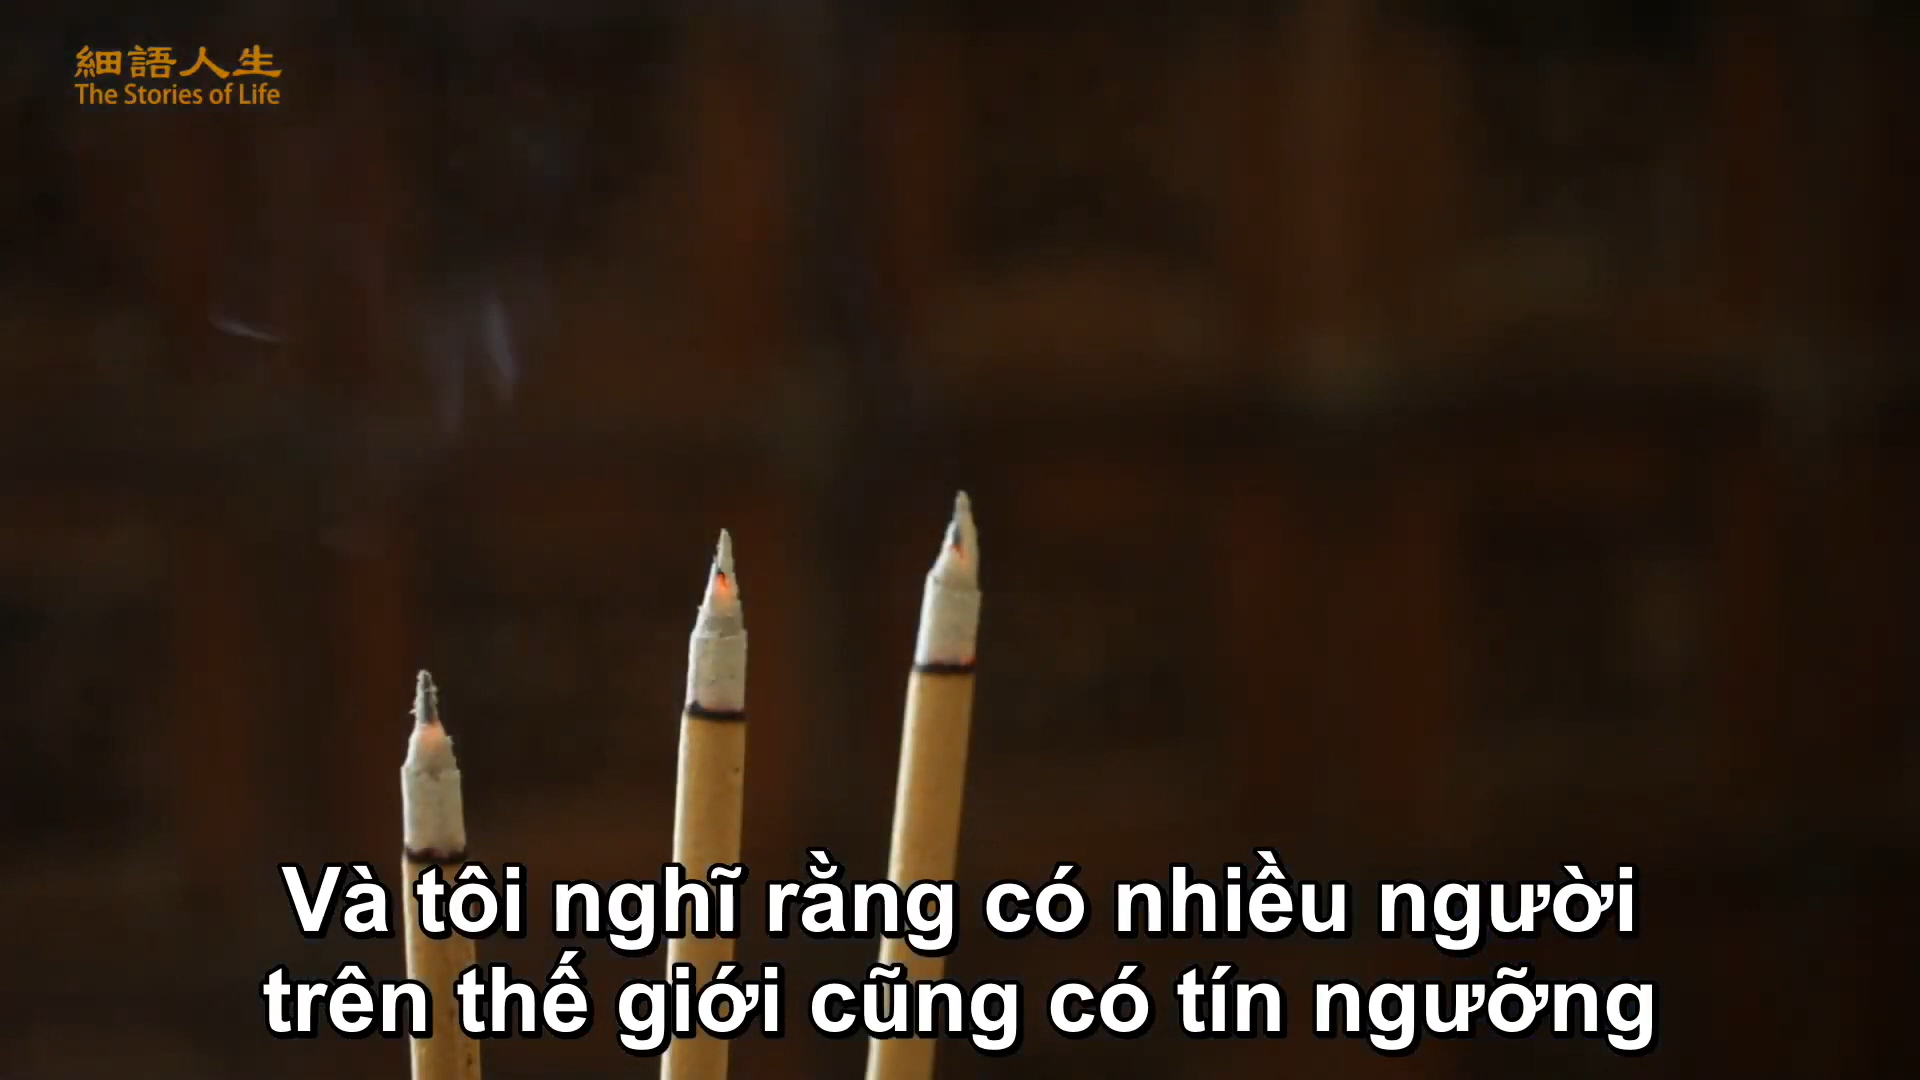 細語人生
The Stories of Life
Và tôi nghĩ rằng có nhiều người
trên thế giới cũng có tín ngưỡng